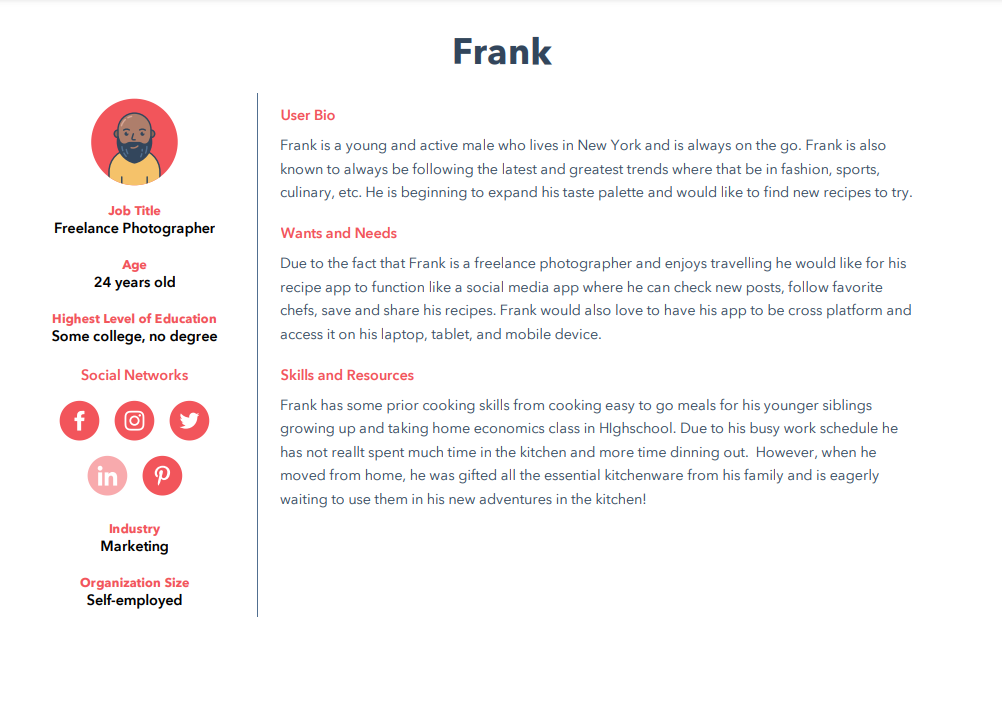 Frank
Job Title
Freelance Photographer
Age
24 years old
Highest Level of Education
Some college, no degree
Social Networks
in
Industry
Marketing
Organization Size
Self-employed
User Bio
Frank is a young and active male who lives in New York and is always on the go. Frank is also
known to always be following the latest and greatest trends where that be in fashion, sports,
culinary, etc. He is beginning to expand his taste palette and would like to find new recipes to try.
Wants and Needs
Due to the fact that Frank is a freelance photographer and enjoys travelling he would like for his
recipe app to function like a social media app where he can check new posts, follow favorite
chefs, save and share his recipes. Frank would also love to have his app to be cross platform and
access it on his laptop, tablet, and mobile device.
Skills and Resources
Frank has some prior cooking skills from cooking easy to go meals for his younger siblings
growing up and taking home economics class in HIghschool. Due to his busy work schedule he
has not reallt spent much time in the kitchen and more time dinning out.  However, when he
moved from home, he was gifted all the essential kitchenware from his family and is eagerly
waiting to use them in his new adventures in the kitchen!